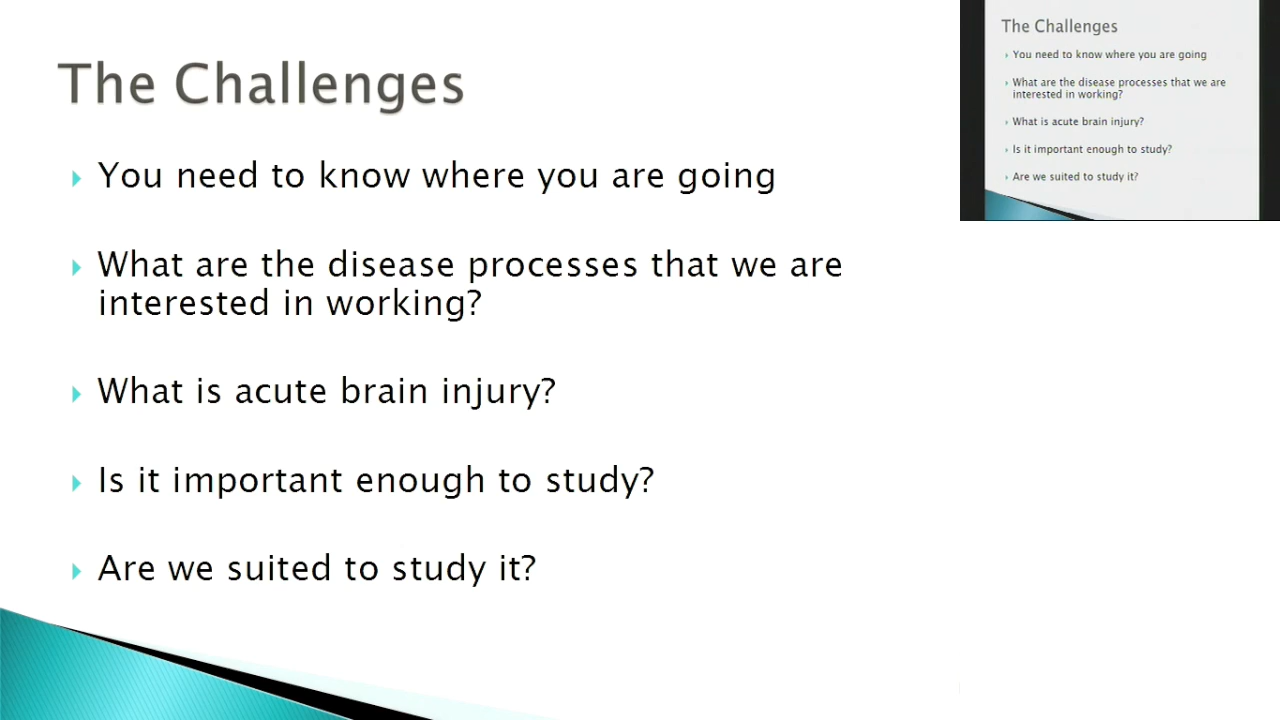 The Challenges
You need to know where you are going
What are the disease processes that we are
interested in working?
What is acute brain injury?
Is it important enough to study?
Are we suited to study it?
The Challenges
You need to know where you are going
What are the disease processes that we are
interested in working?
What is acute brain injury?
Is it important enough to study?
Are we suited to study it?